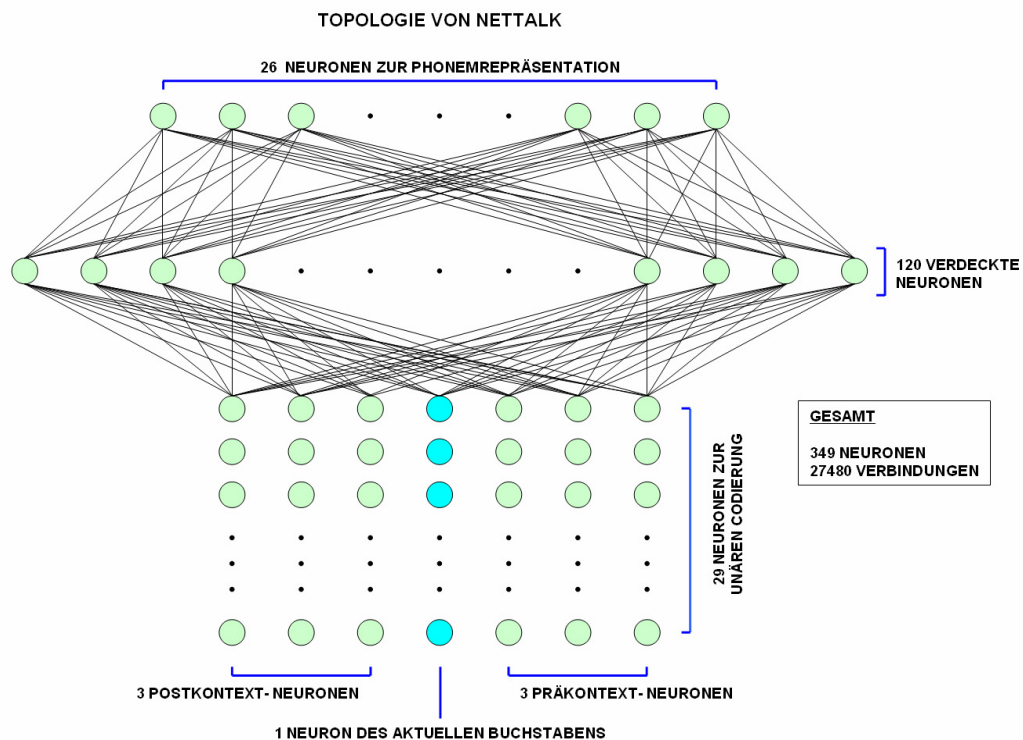 TOPOLOGIE VON NETTALK
26 NEURONEN ZUR PHONEMREPRÄSENTATION
120 VERDECKTE
NEURONEN
GESAMT
349 NEURONEN
27480 VERBINDUNGEN
29 NEURONEN ZUR
UNÄREN CODIERUNG
3 POSTKONTEXT- NEURONEN
3 PRÄKONTEXT- NEURONEN
1 NEURON DES AKTUELLEN BUCHSTABENS